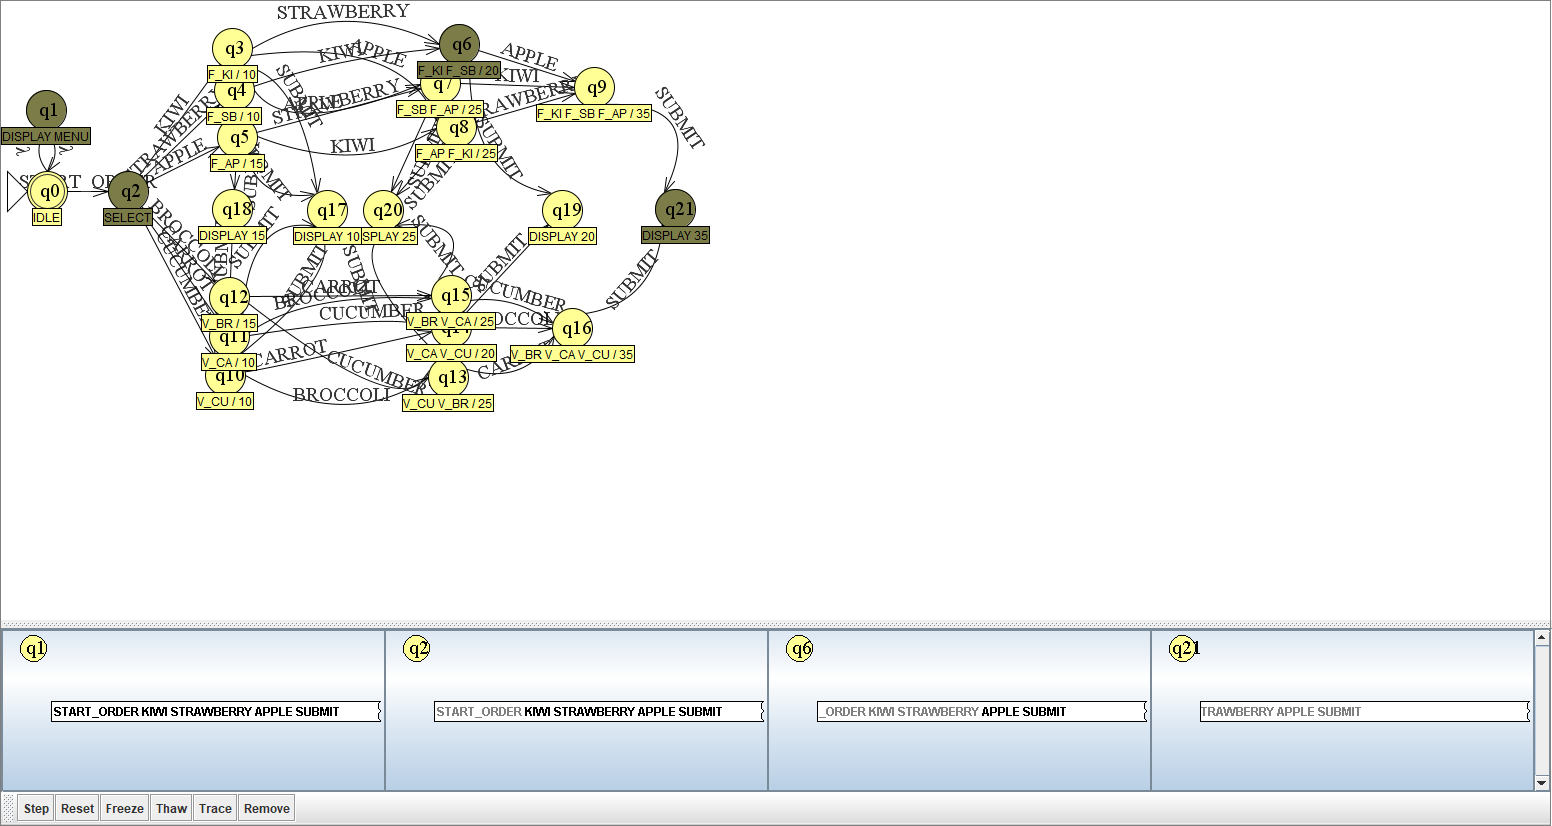 STRAWBERRY
q3
q6
KIWI
APPLE
APPLE
F_KI / 10
F_KI F_SB / 20
KIWI
SUBMIT
q4
q7
q9
q1
KIWI
STRAWBERRY
F_SB / 10
APPLE
STRAWBERRY
F_SB F_AP / 25
F_KI F_SB F_AP / 35
SUBMIT
DISPLAY MENU
q5
q8
KIWI
SUBMIT
APPLE
F_AP / 15
F_AP F_KI / 25
SUBMIT
q0
q2
q18
q17
q20
q19
q21
IDLE
SELECT
DISPLAY 15
DISPLAY 10
SPLAY 25
DISPLAY 20
DISPLAY 35
BROCCOLI
CARROT
CUCUMBER
SUBMIT
SUBMIT
SUBMIT
SUBMIT
SUBMIT
SUBMIT
q12
CARROT
BROCCOLI
q15
CUCUMBER
V_BR / 15
CUCUMBER
V_BR V_CA / 25
q16
q11
V_CA / 10
CARROT
V_CA V_CU / 20
V_BR V_CA V_CU / 35
q10
CUCUMBER
q13
V_CU / 10
BROCCOLI
V_CU V_BR / 25
q1
q2
q6
q21
START_ORDER KIWI STRAWBERRY APPLE SUBMIT
START_ORDER KIWI STRAWBERRY APPLE SUBMIT
_ORDER KIWI STRAWBERRY APPLE SUBMIT
TRAWBERRY APPLE SUBMIT
Step Reset Freeze Thaw Trace Remove